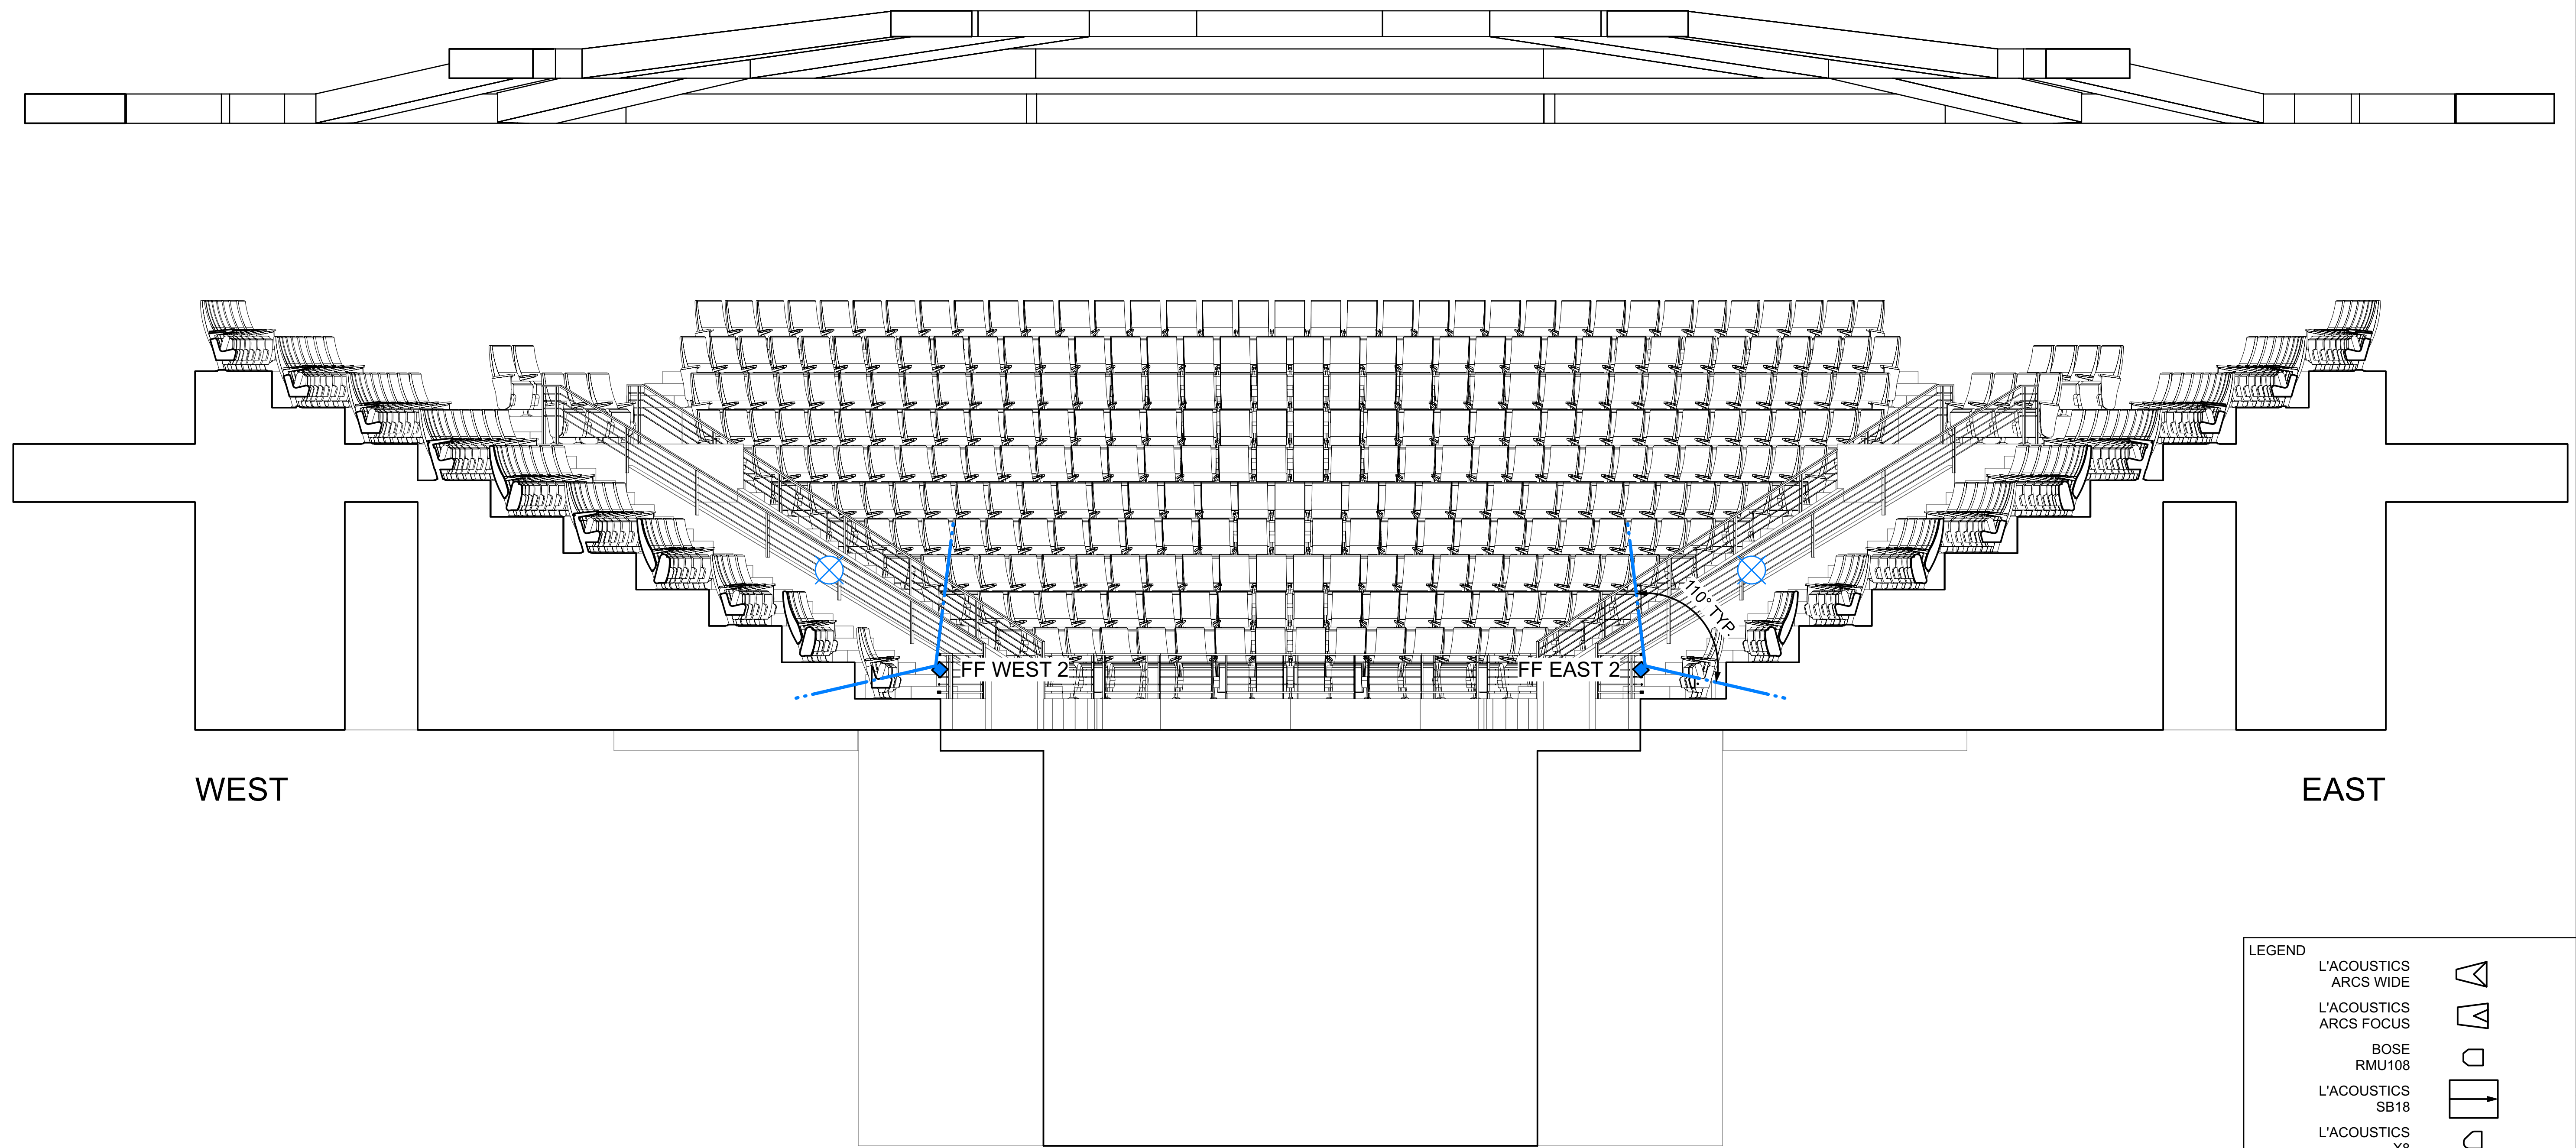 110° TYP.
FF WEST 2
FF EAST 2
WEST
EAST
LEGEND
L'ACOUSTICS
ARCS WIDE
L'ACOUSTICS
ARCS FOCUS
BOSE
RMU108
L'ACOUSTICS
SB18
L'ACOUSTICS
X8